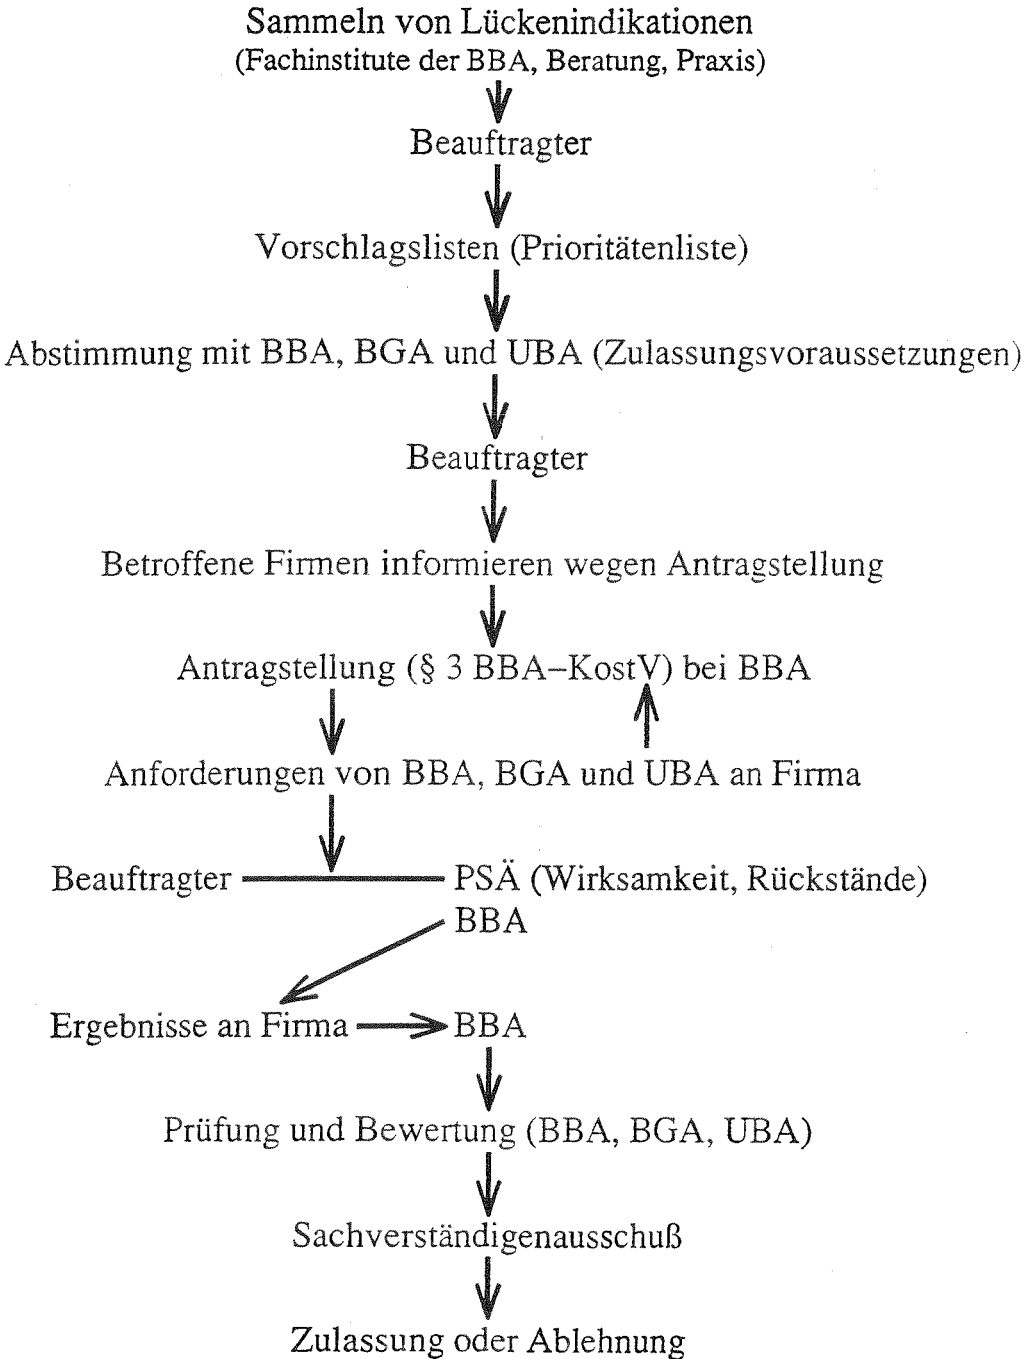 Sammeln von Lückenindikationen
(Fachinstitute der BBA, Beratung, Praxis)
Beauftragter
Vorschlagslisten (Prioritätenliste)
Abstimmung mit BBA, BGA und UBA (Zulassungsvoraussetzungen)
Beauftragter
Betroffene Firmen informieren wegen Antragstellung
Antragstellung (§ 3 BBA–KostV) bei BBA
Anforderungen von BBA, BGA und UBA an Firma
Beauftragter PSÄ (Wirksamkeit, Rückstände)
BBA
Ergebnisse an Firma BBA
Prüfung und Bewertung (BBA, BGA, UBA)
Sachverständigenausschuß
Zulassung oder Ablehnung